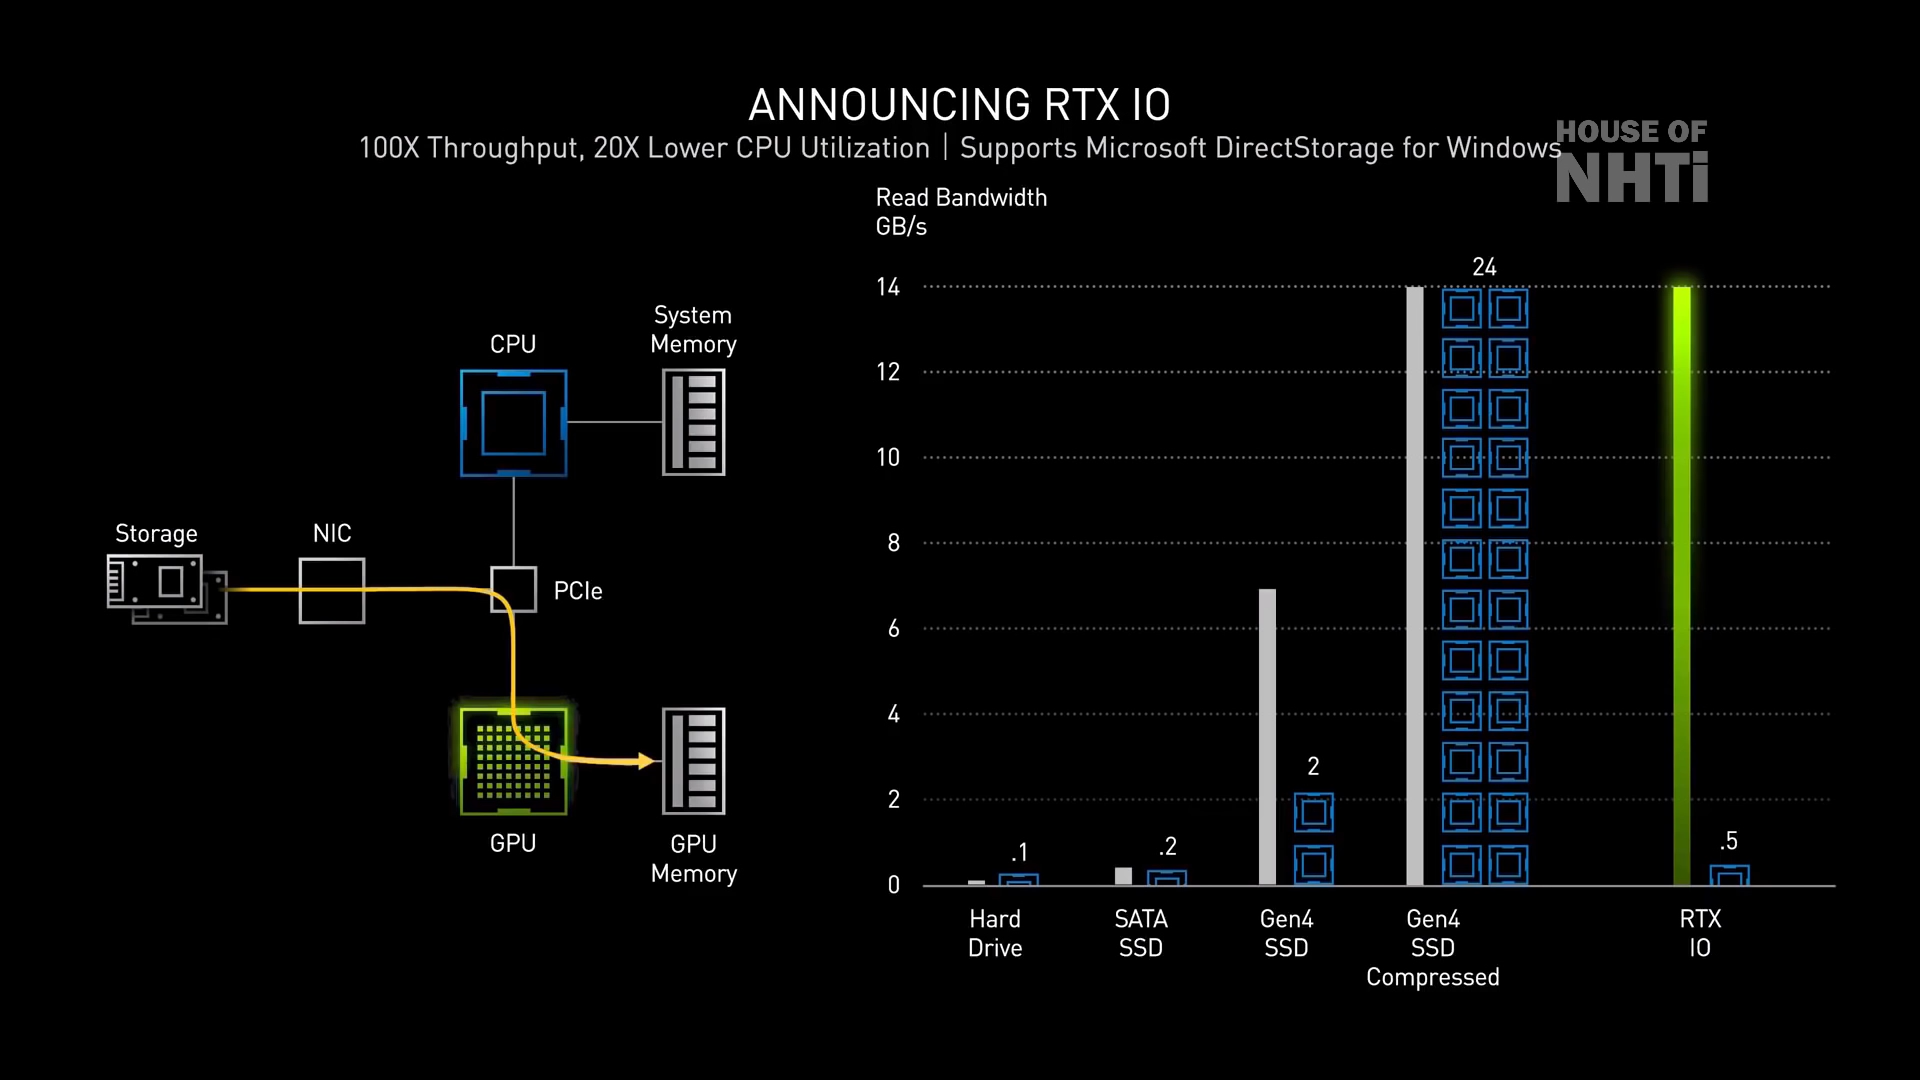 ANNOUNCING RTX IO
100X Throughput, 20X Lower CPU Utilization | Supports Microsoft DirectStorage for Windows
HOUSE OF
NHTi
Storage
NIC
CPU
System
Memory
PCIe
GPU
GPU
Memory
Read Bandwidth
GB/s
14
12
10
8
6
4
2
0
.1
.2
2
24
.5
Hard
Drive
SATA
SSD
Gen4
SSD
Gen4
SSD
Compressed
RTX
IO